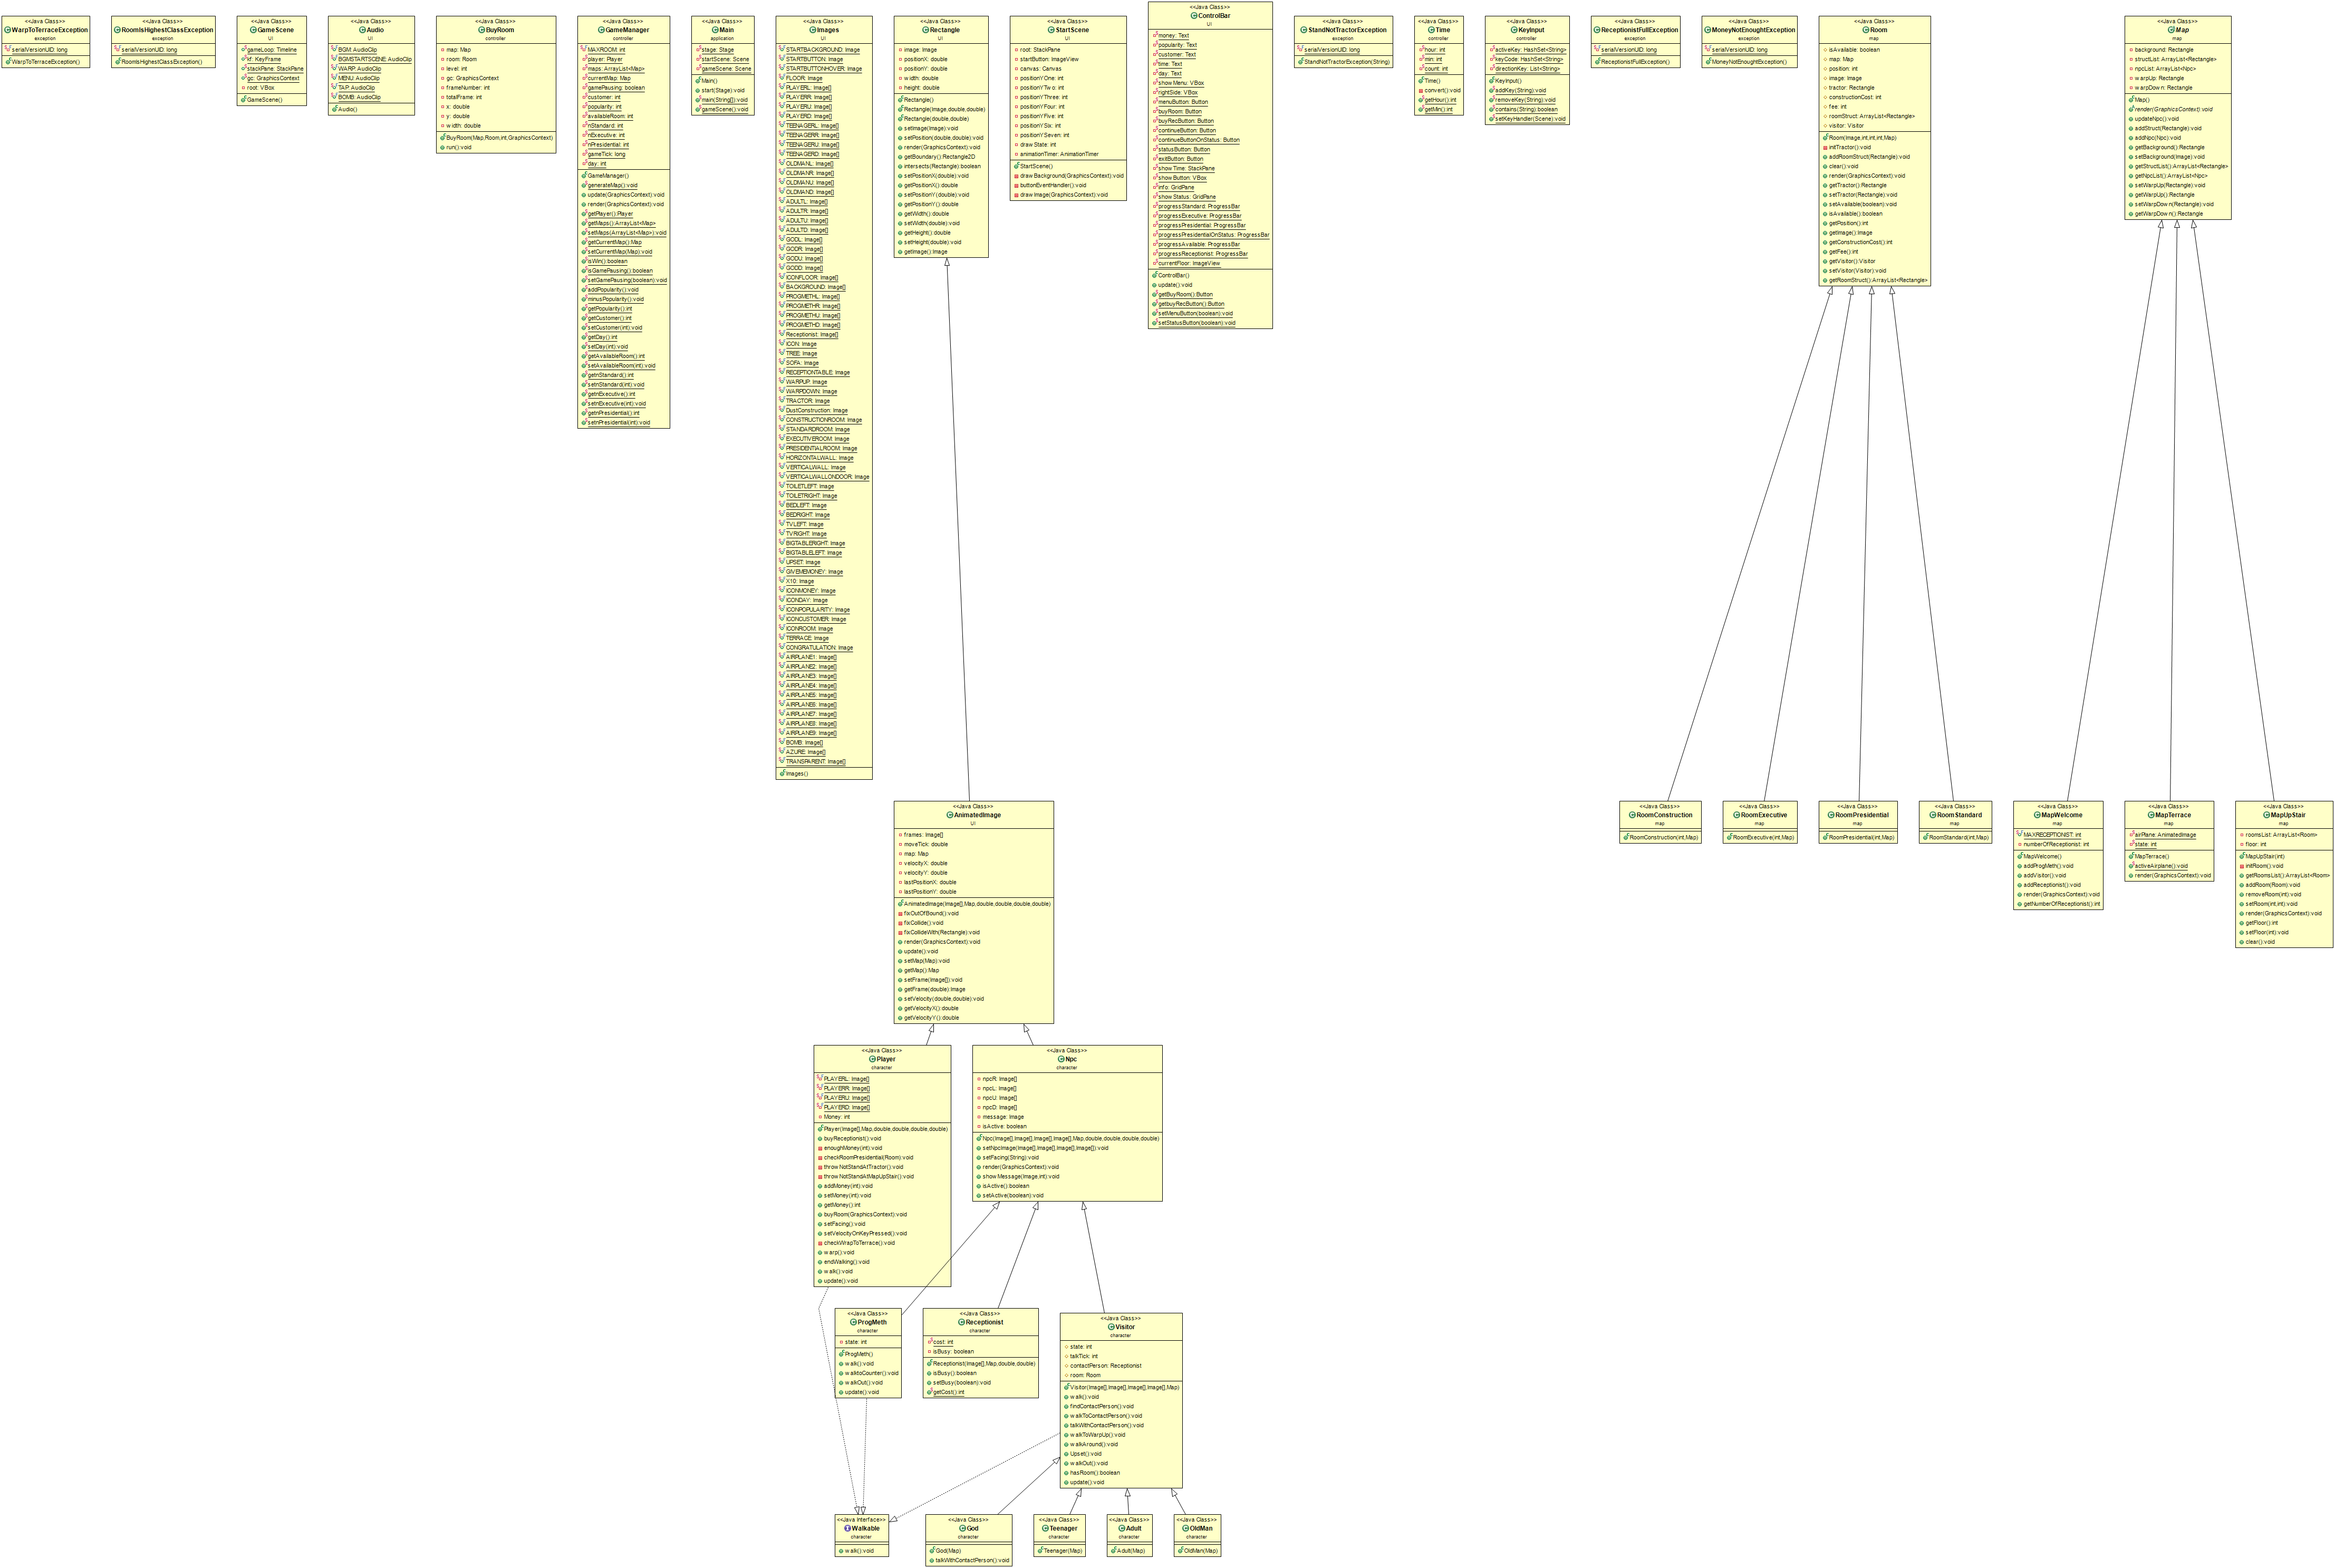 <<Java Class>>
WarpToTerraceException
exception
serialVersionUID: long
WarpToTerraceException()
<<Java Class>>
RoomIsHighestClassException
exception
serialVersionUID: long
RoomIsHighestClassException()
<<Java Class>>
GameScene
UI
gameLoop: Timeline
kf: KeyFrame
stackPane: StackPane
gc: GraphicsContext
root: VBox
GameScene()
<<Java Class>>
Audio
UI
BGM: AudioClip
BGMSTARTSCENE: AudioClip
WARP: AudioClip
MENU: AudioClip
TAP: AudioClip
BOMB: AudioClip
Audio()
<<Java Class>>
BuyRoom
controller
map: Map
room: Room
level: int
gc: GraphicsContext
frameNumber: int
totalFrame: int
x: double
y: double
width: double
BuyRoom(Map,Room,int,GraphicsContext)
run():void
<<Java Class>>
GameManager
controller
MAXROOM: int
player: Player
maps: ArrayList<Map>
currentMap: Map
gamePausing: boolean
customer: int
popularity: int
availableRoom: int
nStandard: int
nExecutive: int
nPresidential: int
gameTick: long
day: int
GameManager()
generateMap():void
update(GraphicsContext):void
render(GraphicsContext):void
getPlayer():Player
getMaps():ArrayList<Map>
setMaps(ArrayList<Map>):void
getCurrentMap():Map
setCurrentMap(Map):void
isWin():boolean
isGamePausing():boolean
setGamePausing(boolean):void
addPopularity():void
minusPopularity():void
getPopularity():int
getCustomer():int
setCustomer(int):void
getDay():int
setDay(int):void
getAvailableRoom():int
setAvailableRoom(int):void
getnStandard():int
setnStandard(int):void
getnExecutive():int
setnExecutive(int):void
getnPresidential():int
setnPresidential(int):void
<<Java Class>>
Main
application
stage: Stage
startScene: Scene
gameScene: Scene
Main()
start(Stage):void
main(String[]):void
gameScene():void
<<Java Class>>
Images
UI
STARTBACKGROUND: Image
STARTBUTTON: Image
STARTBUTTONHOVER: Image
FLOOR: Image
PLAYERL: Image[]
PLAYERR: Image[]
PLAYERU: Image[]
PLAYERD: Image[]
TEENAGERL: Image[]
TEENAGERR: Image[]
TEENAGERU: Image[]
TEENAGERD: Image[]
OLDMANL: Image[]
OLDMANR: Image[]
OLDMANU: Image[]
OLDMAND: Image[]
ADULTL: Image[]
ADULTR: Image[]
ADULTU: Image[]
ADULTD: Image[]
GODL: Image[]
GODR: Image[]
GODU: Image[]
GODD: Image[]
ICONFLOOR: Image[]
BACKGROUND: Image[]
PROGMETHL: Image[]
PROGMETHR: Image[]
PROGMETHU: Image[]
PROGMETHD: Image[]
Receptionist: Image[]
ICON: Image
TREE: Image
SOFA: Image
RECEPTIONTABLE: Image
WARPUP: Image
WARPDOWN: Image
TRACTOR: Image
DustConstruction: Image
CONSTRUCTIONROOM: Image
STANDARDROOM: Image
EXECUTIVEROOM: Image
PRESIDENTIALROOM: Image
HORIZONTALWALL: Image
VERTICALWALL: Image
VERTICALWALLONDOOR: Image
TOILETLEFT: Image
TOILETRIGHT: Image
BEDLEFT: Image
BEDRIGHT: Image
TVLEFT: Image
TVRIGHT: Image
BIGTABLERIGHT: Image
BIGTABLELEFT: Image
UPSET: Image
GIVEMEMONEY: Image
X10: Image
ICONMONEY: Image
ICONDAY: Image
ICONPOPULARITY: Image
ICONCUSTOMER: Image
ICONROOM: Image
TERRACE: Image
CONGRATULATION: Image
AIRPLANE1: Image[]
AIRPLANE2: Image[]
AIRPLANE3: Image[]
AIRPLANE4: Image[]
AIRPLANE5: Image[]
AIRPLANE6: Image[]
AIRPLANE7: Image[]
AIRPLANE8: Image[]
AIRPLANE9: Image[]
BOMB: Image[]
AZURE: Image[]
TRANSPARENT: Image[]
Images()
<<Java Class>>
Rectangle
UI
image: Image
positionX: double
positionY: double
width: double
height: double
Rectangle()
Rectangle(Image,double,double)
Rectangle(double,double)
setImage(Image):void
setPosition(double,double):void
render(GraphicsContext):void
getBoundary():Rectangle2D
intersects(Rectangle):boolean
setPositionX(double):void
getPositionX():double
setPositionY(double):void
getPositionY():double
getWidth():double
setWidth(double):void
getHeight():double
setHeight(double):void
getImage():Image
<<Java Class>>
StartScene
UI
root: StackPane
startButton: ImageView
canvas: Canvas
positionYOne: int
positionYTwo: int
positionYThree: int
positionYFour: int
positionYFive: int
positionYSix: int
positionYSeven: int
drawState: int
animationTimer: AnimationTimer
StartScene()
drawBackground(GraphicsContext):void
buttonEventHandler():void
drawImage(GraphicsContext):void
<<Java Class>>
ControlBar
UI
money: Text
popularity: Text
customer: Text
time: Text
day: Text
showMenu: VBox
rightSide: VBox
menuButton: Button
buyRoom: Button
buyRecButton: Button
continueButton: Button
continueButtonOnStatus: Button
statusButton: Button
exitButton: Button
showTime: StackPane
showButton: VBox
info: GridPane
showStatus: GridPane
progressStandard: ProgressBar
progressExecutive: ProgressBar
progressPresidential: ProgressBar
progressPresidentialOnStatus: ProgressBar
progressAvailable: ProgressBar
progressReceptionist: ProgressBar
currentFloor: ImageView
ControlBar()
update():void
getBuyRoom():Button
getbuyRecButton():Button
setMenuButton(boolean):void
setStatusButton(boolean):void
<<Java Class>>
StandNotTractorException
exception
serialVersionUID: long
StandNotTractorException(String)
<<Java Class>>
Time
controller
hour: int
min: int
count: int
Time()
convert():void
getHour():int
getMin():int
<<Java Class>>
KeyInput
controller
activeKey: HashSet<String>
keyCode: HashSet<String>
directionKey: List<String>
KeyInput()
addKey(String):void
removeKey(String):void
contains(String):boolean
setKeyHandler(Scene):void
<<Java Class>>
ReceptionistFullException
exception
serialVersionUID: long
ReceptionistFullException()
<<Java Class>>
MoneyNotEnoughtException
exception
serialVersionUID: long
MoneyNotEnoughtException()
<<Java Class>>
Room
map
isAvailable: boolean
map: Map
position: int
image: Image
tractor: Rectangle
constructionCost: int
fee: int
roomStruct: ArrayList<Rectangle>
visitor: Visitor
Room(Image,int,int,int,Map)
initTractor():void
addRoomStruct(Rectangle):void
clear():void
render(GraphicsContext):void
getTractor():Rectangle
setTractor(Rectangle):void
setAvailable(boolean):void
isAvailable():boolean
getPosition():int
getImage():Image
getConstructionCost():int
getFee():int
getVisitor():Visitor
setVisitor(Visitor):void
getRoomStruct():ArrayList<Rectangle>
<<Java Class>>
Map
map
background: Rectangle
structList: ArrayList<Rectangle>
npcList: ArrayList<Npc>
warpUp: Rectangle
warpDown: Rectangle
Map()
render(GraphicsContext):void
updateNpc():void
addStruct(Rectangle):void
addNpc(Npc):void
getBackground():Rectangle
setBackground(Image):void
getStructList():ArrayList<Rectangle>
getNpcList():ArrayList<Npc>
setWarpUp(Rectangle):void
getWarpUp():Rectangle
setWarpDown(Rectangle):void
getWarpDown():Rectangle
<<Java Class>>
AnimatedImage
UI
frames: Image[]
moveTick: double
map: Map
velocityX: double
velocityY: double
lastPositionX: double
lastPositionY: double
AnimatedImage(Image[],Map,double,double,double,double)
fixOutOfBound():void
fixCollide():void
fixCollideWith(Rectangle):void
render(GraphicsContext):void
update():void
setMap(Map):void
getMap():Map
setFrame(Image[]):void
getFrame(double):Image
setVelocity(double,double):void
getVelocityX():double
getVelocityY():double
<<Java Class>>
RoomConstruction
map
RoomConstruction(int,Map)
<<Java Class>>
RoomExecutive
map
RoomExecutive(int,Map)
<<Java Class>>
RoomPresidential
map
RoomPresidential(int,Map)
<<Java Class>>
RoomStandard
map
RoomStandard(int,Map)
<<Java Class>>
MapWelcome
map
MAXRECEPTIONIST: int
numberOfReceptionist: int
MapWelcome()
addProgMeth():void
addVisitor():void
addReceptionist():void
render(GraphicsContext):void
getNumberOfReceptionist():int
<<Java Class>>
MapTerrace
map
airPlane: AnimatedImage
state: int
MapTerrace()
activeAirplane():void
render(GraphicsContext):void
<<Java Class>>
MapUpStair
map
roomsList: ArrayList<Room>
floor: int
MapUpStair(int)
initRoom():void
getRoomsList():ArrayList<Room>
addRoom(Room):void
removeRoom(int):void
setRoom(int,int):void
render(GraphicsContext):void
getFloor():int
setFloor(int):void
clear():void
<<Java Class>>
Player
character
PLAYERL: Image[]
PLAYERR: Image[]
PLAYERU: Image[]
PLAYERD: Image[]
Money: int
Player(Image[],Map,double,double,double,double)
buyReceptionist():void
enoughMoney(int):void
checkRoomPresidential(Room):void
throwNotStandAtTractor():void
throwNotStandAtMapUpStair():void
addMoney(int):void
setMoney(int):void
getMoney():int
buyRoom(GraphicsContext):void
setFacing():void
setVelocityOnKeyPressed():void
checkWrapToTerrace():void
warp():void
endWalking():void
walk():void
update():void
<<Java Class>>
Npc
character
npcR: Image[]
npcL: Image[]
npcU: Image[]
npcD: Image[]
message: Image
isActive: boolean
Npc(Image[],Image[],Image[],Image[],Map,double,double,double,double)
setNpcImage(Image[],Image[],Image[],Image[]):void
setFacing(String):void
render(GraphicsContext):void
showMessage(Image,int):void
isActive():boolean
setActive(boolean):void
<<Java Class>>
ProgMeth
character
state: int
ProgMeth()
walk():void
walktoCounter():void
walkOut():void
update():void
<<Java Class>>
Receptionist
character
cost: int
isBusy: boolean
Receptionist(Image[],Map,double,double)
isBusy():boolean
setBusy(boolean):void
getCost():int
<<Java Class>>
Visitor
character
state: int
talkTick: int
contactPerson: Receptionist
room: Room
Visitor(Image[],Image[],Image[],Image[],Map)
walk():void
findContactPerson():void
walkToContactPerson():void
talkWithContactPerson():void
walkToWarpUp():void
walkAround():void
Upset():void
walkOut():void
hasRoom():boolean
update():void
<<Java Interface>>
Walkable
character
walk():void
<<Java Class>>
God
character
God(Map)
talkWithContactPerson():void
<<Java Class>>
Teenager
character
Teenager(Map)
<<Java Class>>
Adult
character
Adult(Map)
<<Java Class>>
OldMan
character
OldMan(Map)